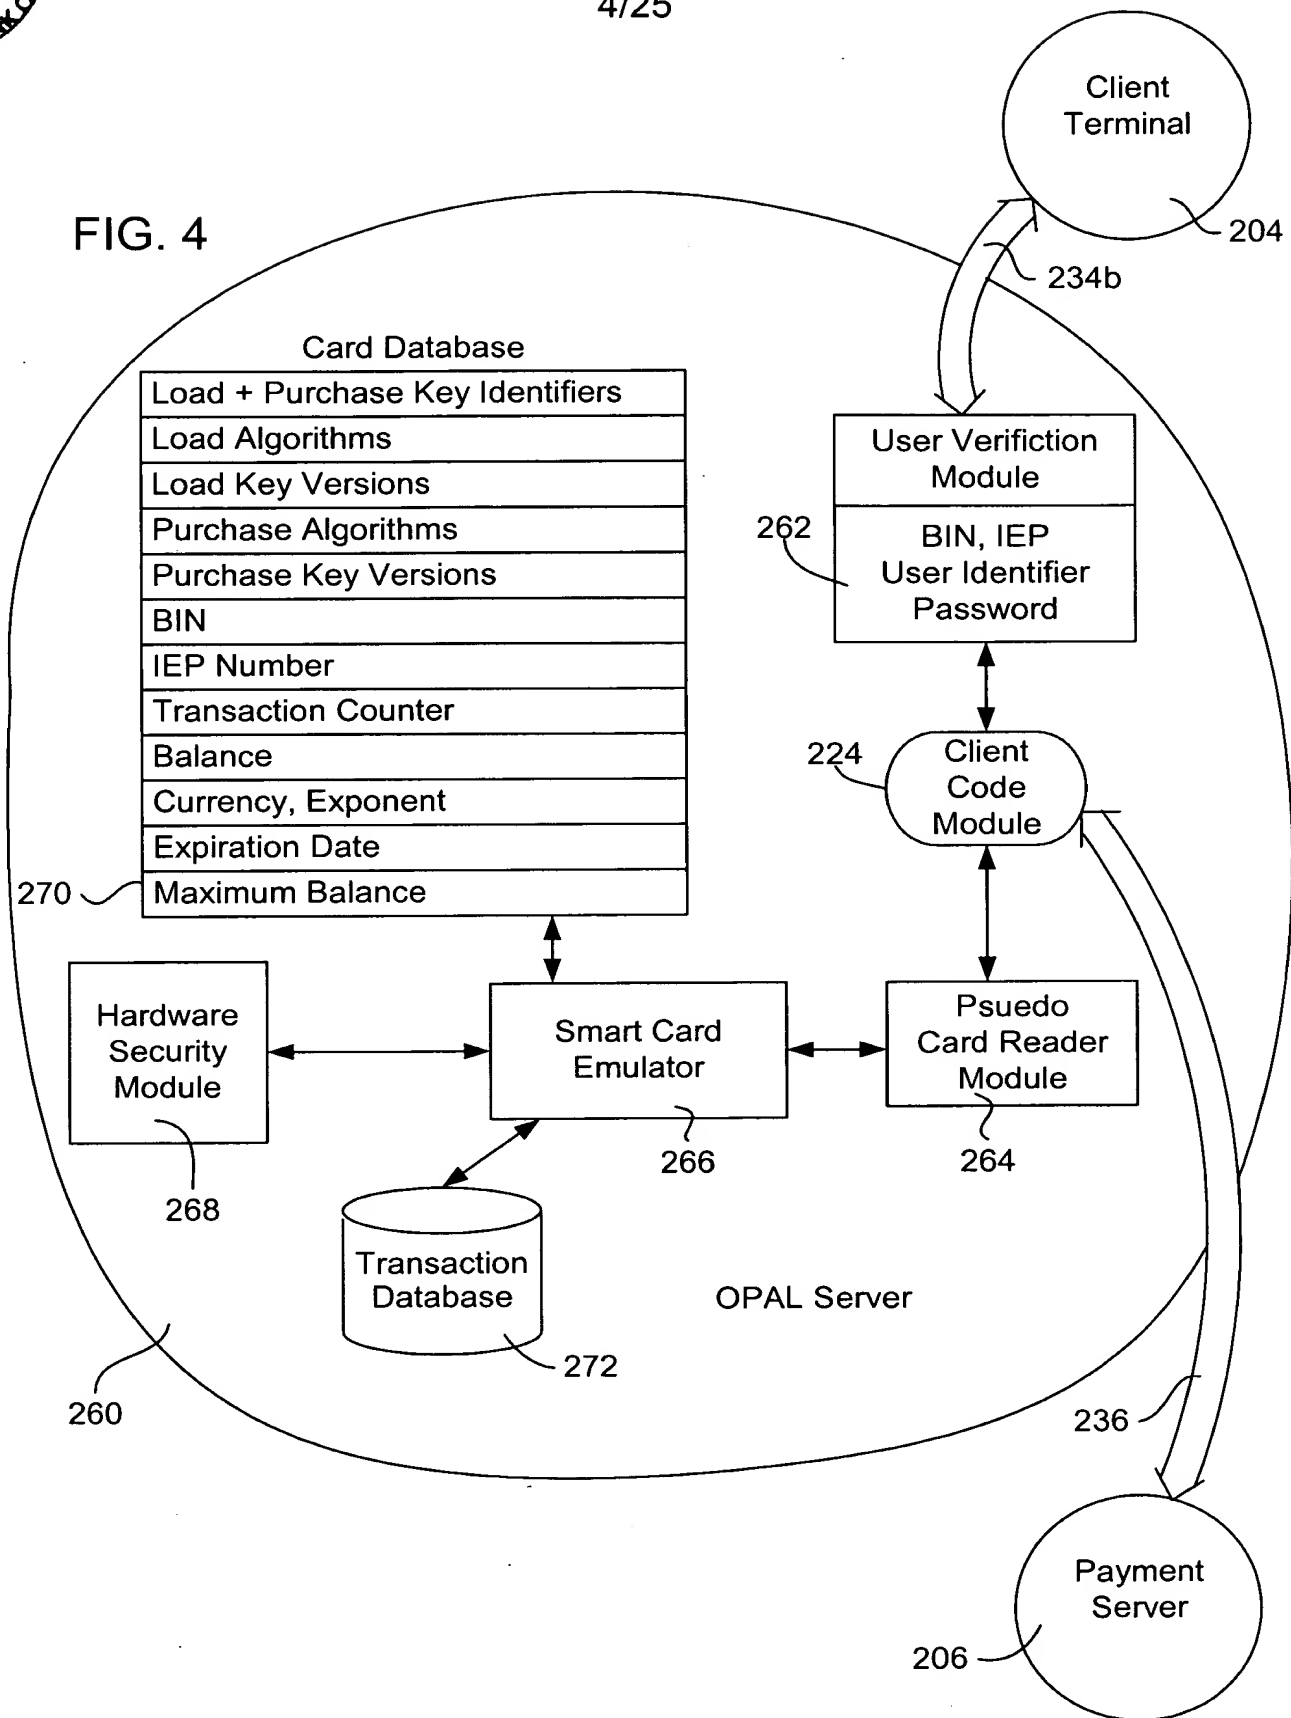 4/25
Client
Terminal
204
FIG. 4
234b
Card Database
Load + Purchase Key Identifiers
Load Algorithms
Load Key Versions
Purchase Algorithms
Purchase Key Versions
BIN
IEP Number
Transaction Counter
Balance
Currency, Exponent
Expiration Date
Maximum Balance
270
User Verifiction
Module
262
BIN, IEP
User Identifier
Password
224
Client
Code
Module
Hardware
Security
Module
268
Smart Card
Emulator
266
Psuedo
Card Reader
Module
264
Transaction
Database
272
OPAL Server
260
236
Payment
Server
206